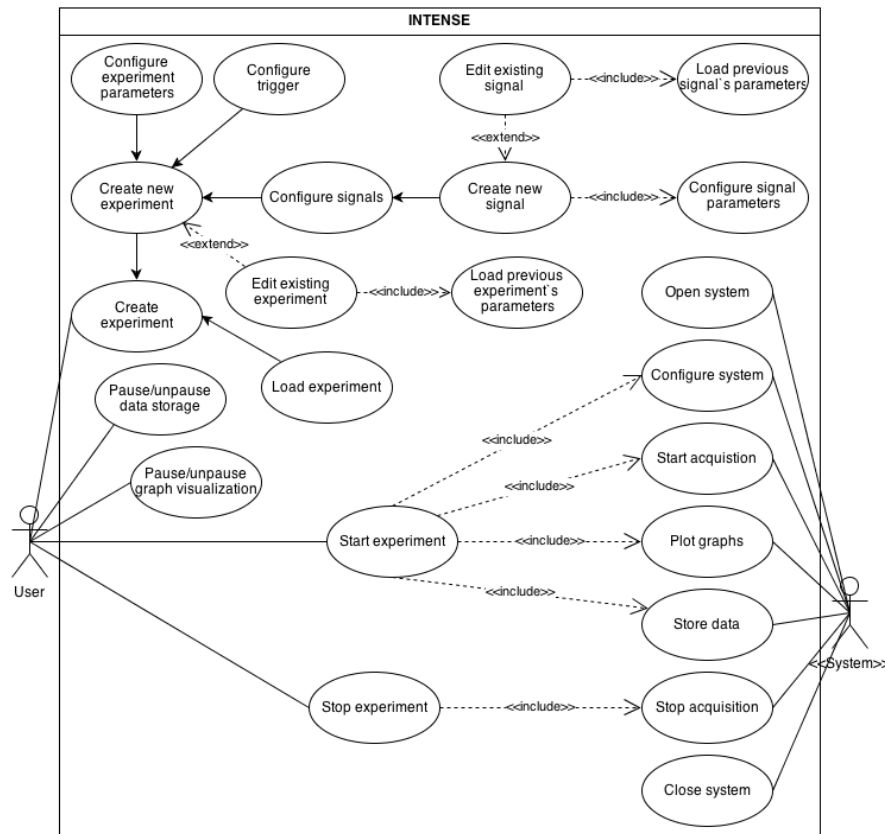 INTENSE
Configure
experiment
parameters
Configure
trigger
Edit existing
signal
<<include>>
Load previous
signal`s parameters
<<extend>>
Create new
experiment
Configure signals
Create new
signal
<<include>>
Configure signal
parameters
<<extend>>
Edit existing
experiment
<<include>>
Load previous
experiment`s
parameters
Open system
Create
experiment
Load experiment
Configure system
Pause/unpause
data storage
<<include>>
Start acquistion
Pause/unpause
graph visualization
<<include>>
Start experiment
<<include>>
Plot graphs
User
<<include>>
Store data
<<System>>
Stop experiment
<<include>>
Stop acquisition
Close system